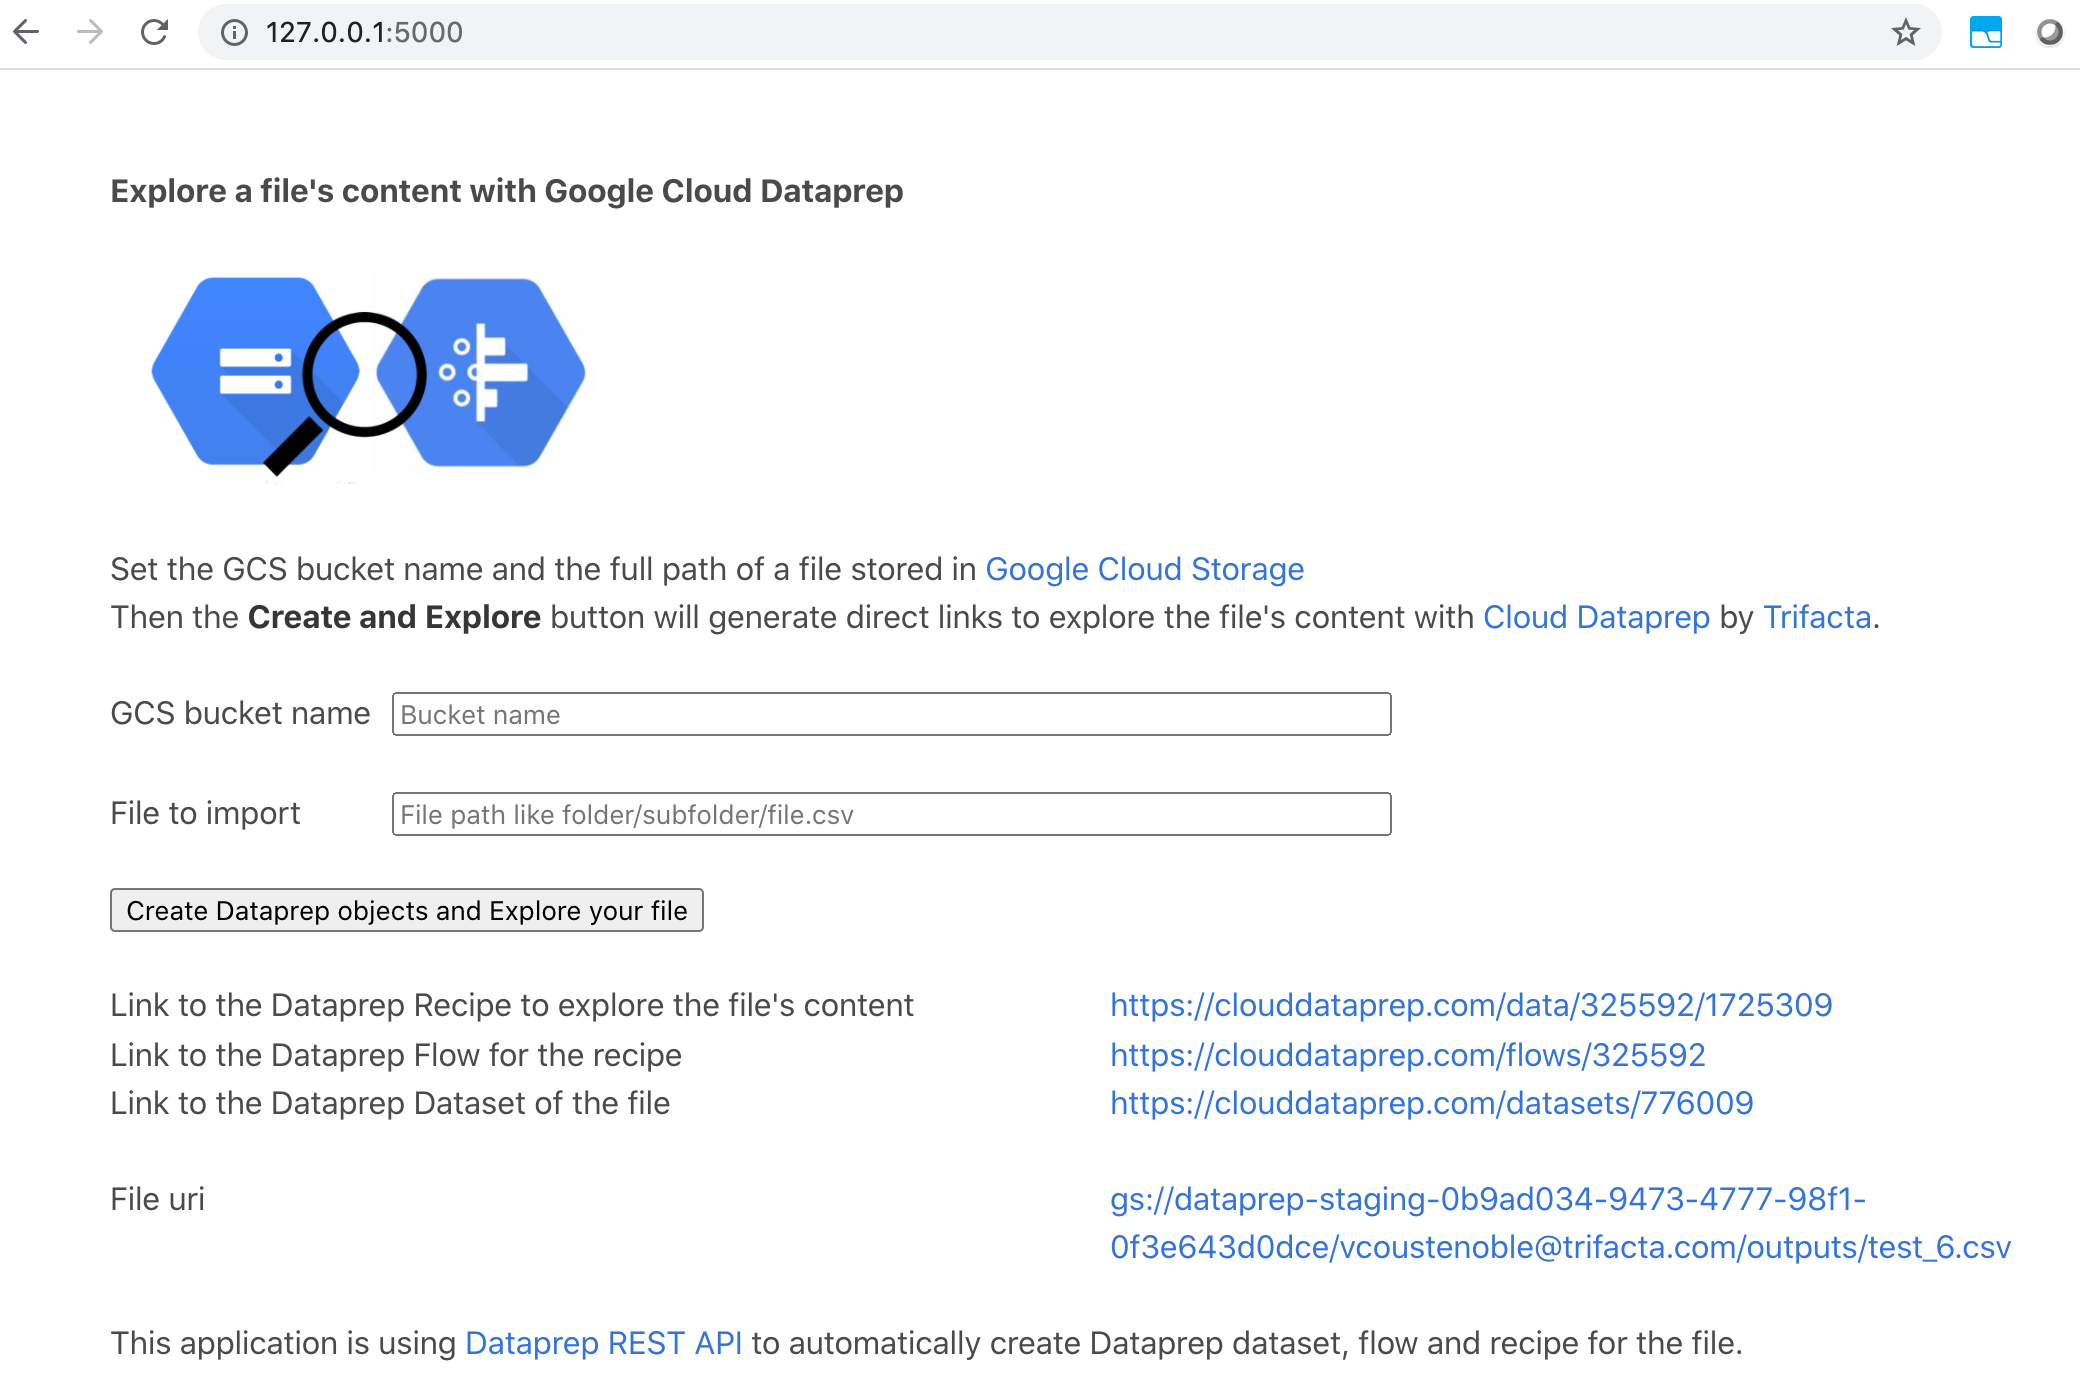 127.0.0.1:5000
Explore a file's content with Google Cloud Dataprep
Set the GCS bucket name and the full path of a file stored in Google Cloud Storage
Then the Create and Explore button will generate direct links to explore the file's content with Cloud Dataprep by Trifacta.
GCS bucket name Bucket name
File to import File path like folder/subfolder/file.csv
Create Dataprep objects and Explore your file
Link to the Dataprep Recipe to explore the file's content https://clouddataprep.com/data/325592/1725309
Link to the Dataprep Flow for the recipe https://clouddataprep.com/flows/325592
Link to the Dataprep Dataset of the file https://clouddataprep.com/datasets/776009
File uri gs://dataprep-staging-0b9ad034-9473-4777-98f1-
0f3e643d0dce/vcoustenoble@trifacta.com/outputs/test_6.csv
This application is using Dataprep REST API to automatically create Dataprep dataset, flow and recipe for the file.